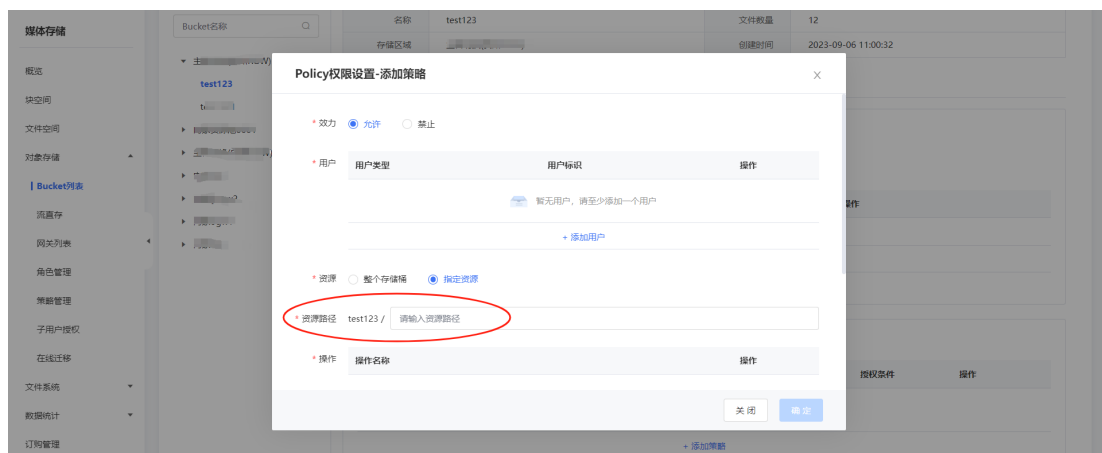 媒体存储
概览
块空间
文件空间
对象存储
Bucket列表
流直存
网关列表
角色管理
策略管理
子用户授权
在线迁移
文件系统
数据统计
订购管理
Bucket名称
test123
名称 test123 文件数量 12
存储区域 创建时间 2023-09-06 11:00:32
Policy权限设置-添加策略
* 效力 允许 禁止
* 用户 用户类型 用户标识 操作
暂无用户，请至少添加一个用户
+ 添加用户
* 资源 整个存储桶 指定资源
* 资源路径 test123 / 请输入资源路径
* 操作 操作名称 操作
关闭 确定
操作
授权条件 操作
+ 添加策略